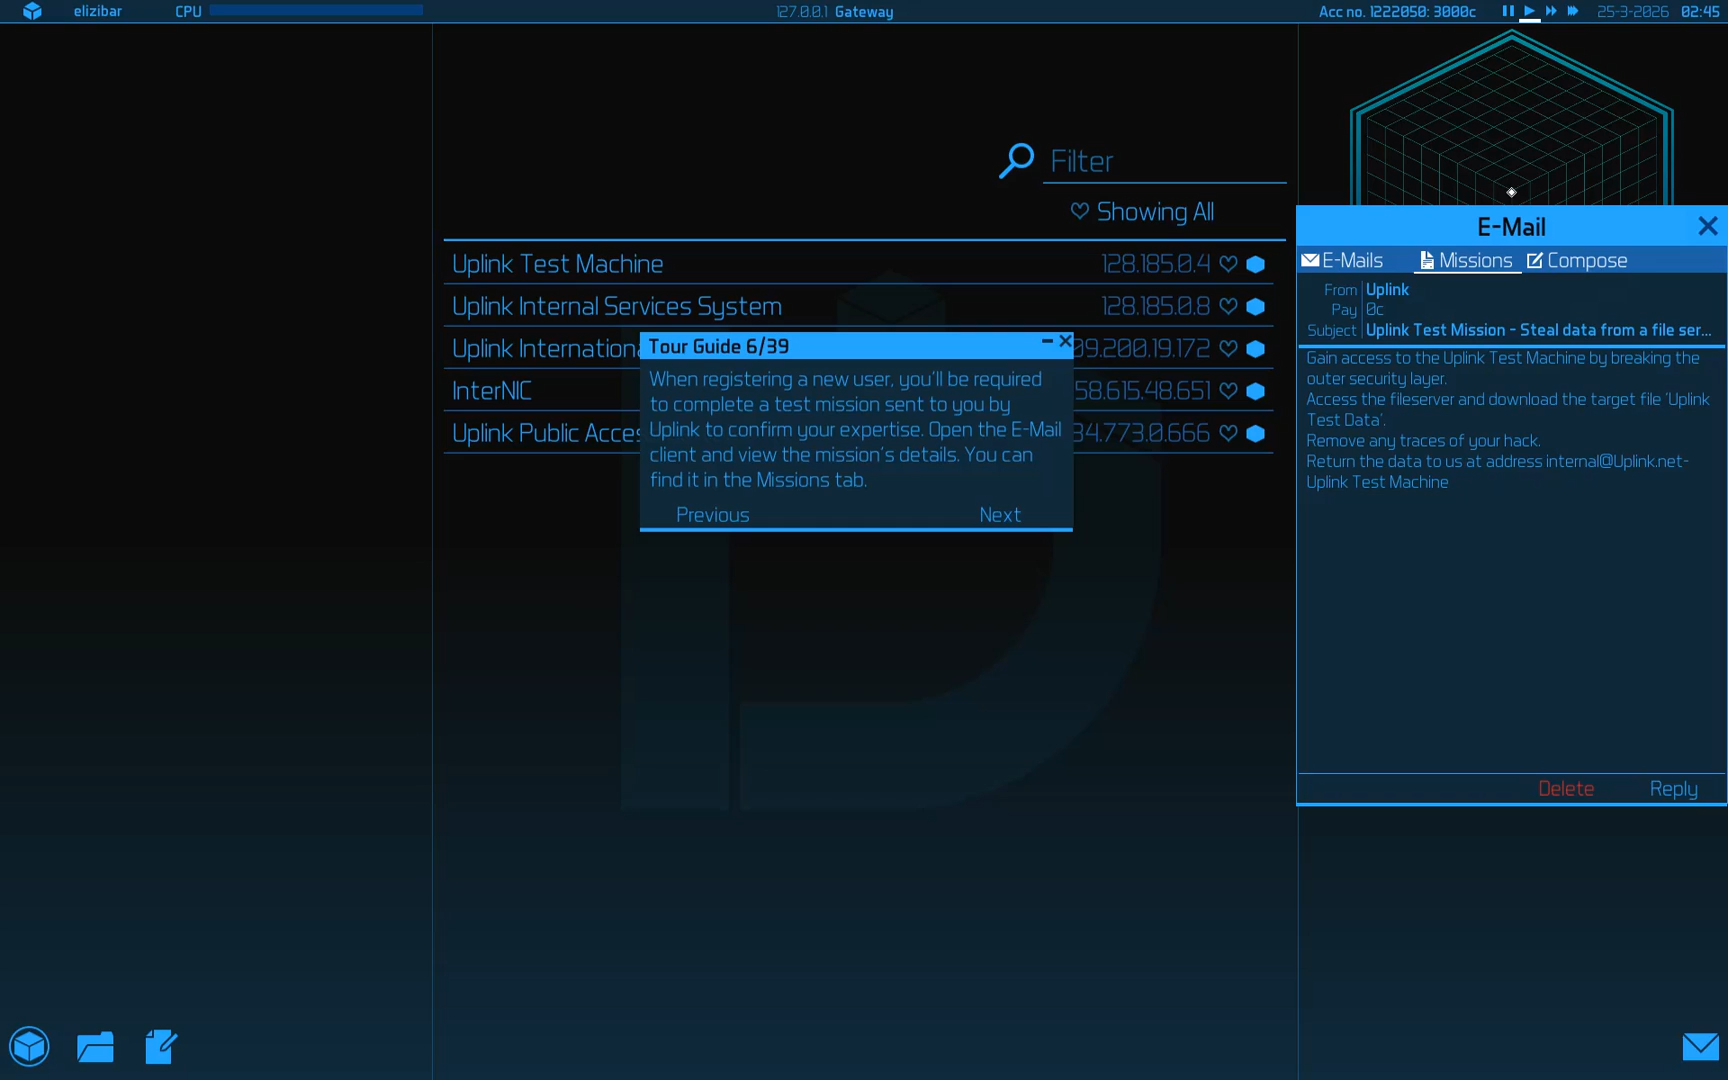 elizibar
CPU
127.0.0.1 Gateway
Acc no. 1222050: 3000c
25-3-2026 02:45
Filter
Showing All
Uplink Test Machine 128.185.0.4
Uplink Internal Services System 128.185.0.8
Uplink Internationa 09.200.19.172
InterNIC 58.615.48.651
Uplink Public Acces 34.773.0.666
Tour Guide 6/39
When registering a new user, you'll be required
to complete a test mission sent to you by
Uplink to confirm your expertise. Open the E-Mail
client and view the mission's details. You can
find it in the Missions tab.
Previous Next
E-Mail
E-Mails Missions Compose
From Uplink
Pay 0c
Subject Uplink Test Mission - Steal data from a file ser...
Gain access to the Uplink Test Machine by breaking the
outer security layer.
Access the fileserver and download the target file 'Uplink
Test Data'.
Remove any traces of your hack.
Return the data to us at address internal@Uplink.net-
Uplink Test Machine
Delete Reply